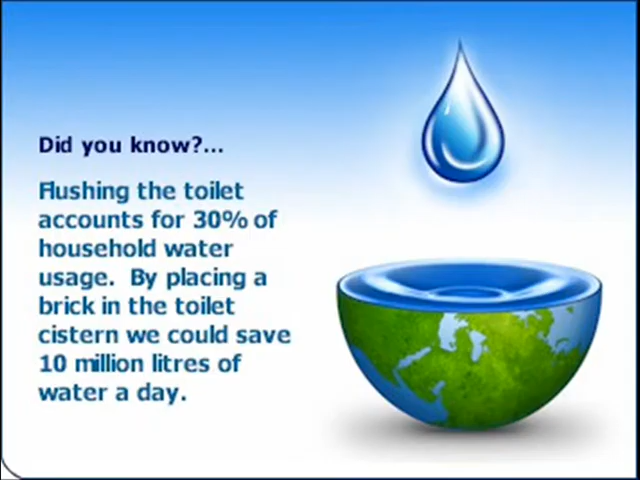 Did you know?...
Flushing the toilet
accounts for 30% of
household water
usage.  By placing a
brick in the toilet
cistern we could save
10 million litres of
water a day.